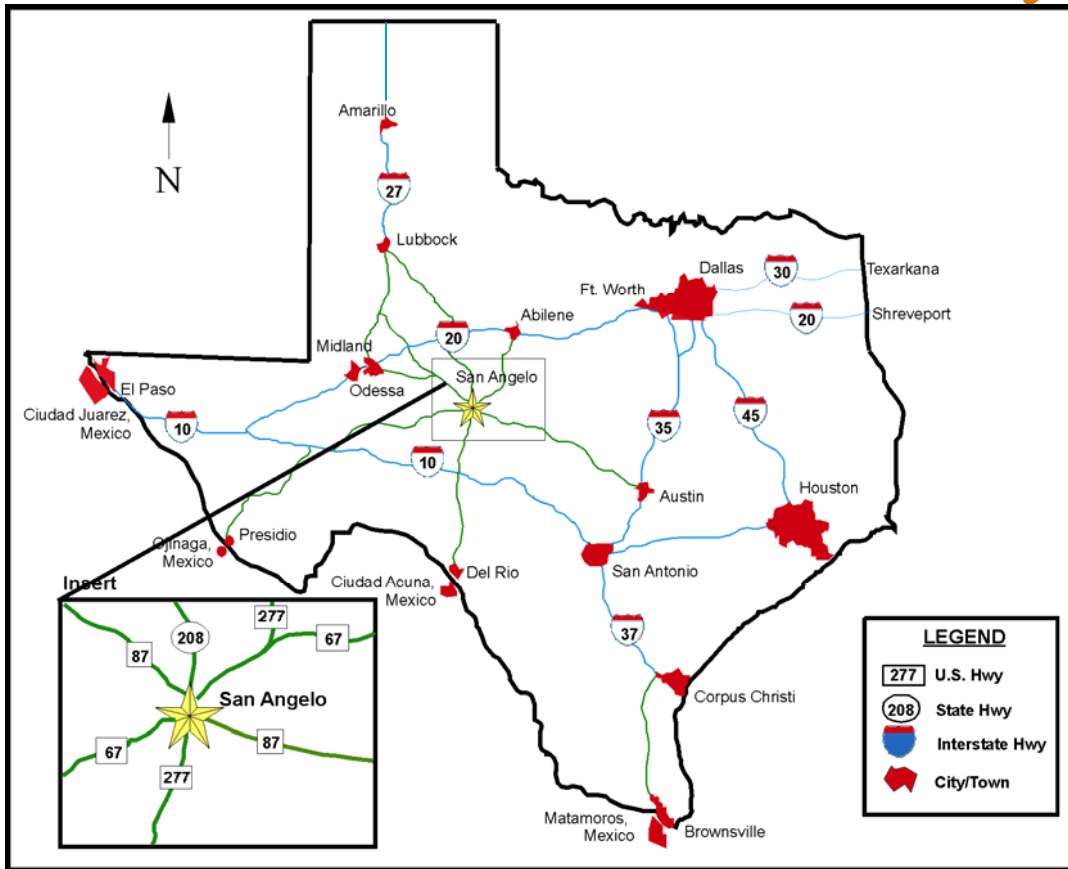 Amarillo
N
27
Lubbock
Dallas
30
Texarkana
Ft. Worth
20
Shreveport
Abilene
20
Midland
Odessa
San Angelo
El Paso
Ciudad Juarez,
Mexico
10
10
35
45
Austin
Houston
Presidio
Ojinaga,
Mexico
San Antonio
Del Rio
Ciudad Acuna,
Mexico
37
Corpus Christi
Matamoros,
Mexico
Brownsville
Insert
208
277
67
87
San Angelo
67
87
277
LEGEND
277 U.S. Hwy
208 State Hwy
Interstate Hwy
City/Town